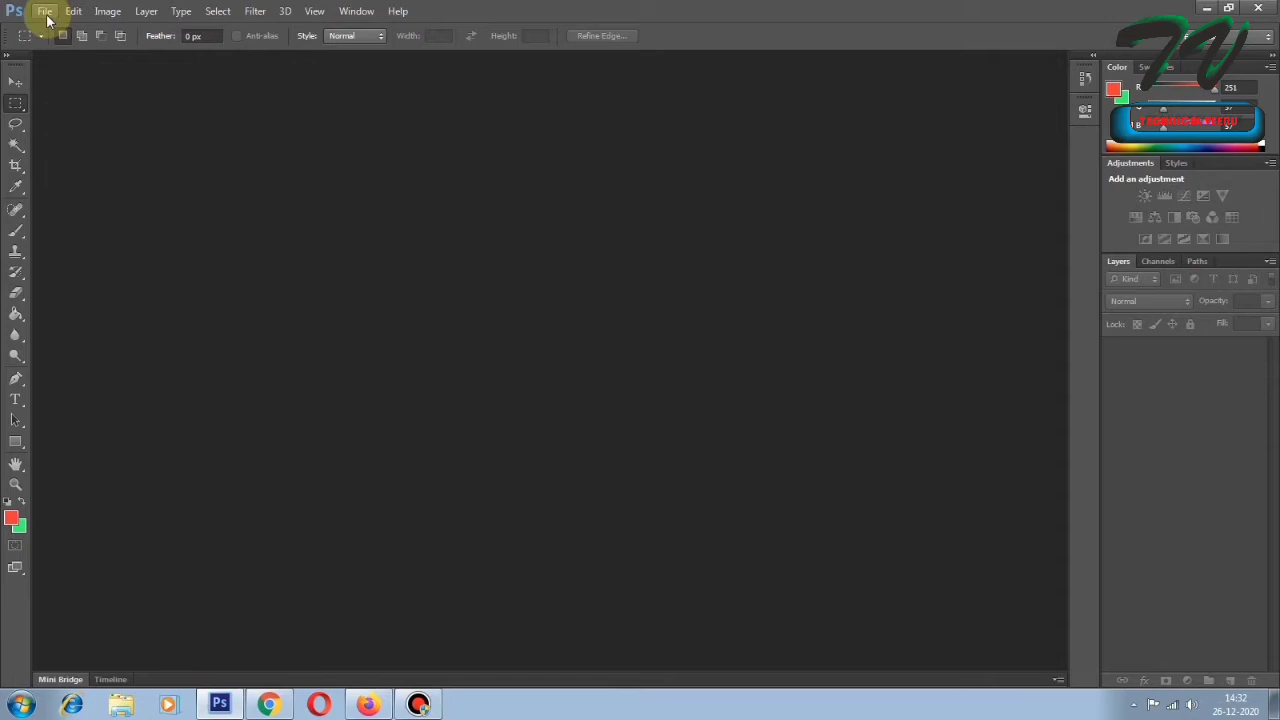 Ps File Edit Image Layer Type Select Filter 3D View Window Help
Feather: 0 px Anti-alias Style: Normal Width: Height: Refine Edge...
Color
R 251
B 57
Adjustments Styles
Add an adjustment
Layers Channels Paths
Kind
Normal Opacity:
Lock: Fill:
T
Mini Bridge Timeline
Ps
14:32
26-12-2020